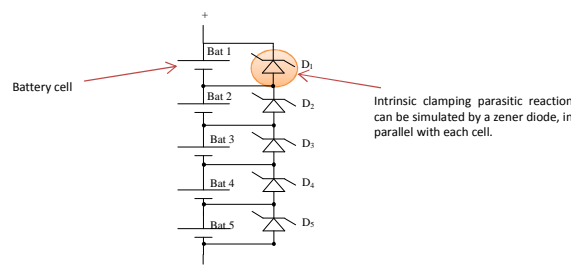 +
Bat 1
D1
Battery cell
Bat 2
D2
Intrinsic clamping parasitic reaction
can be simulated by a zener diode, in
parallel with each cell.
Bat 3
D3
Bat 4
D4
Bat 5
D5